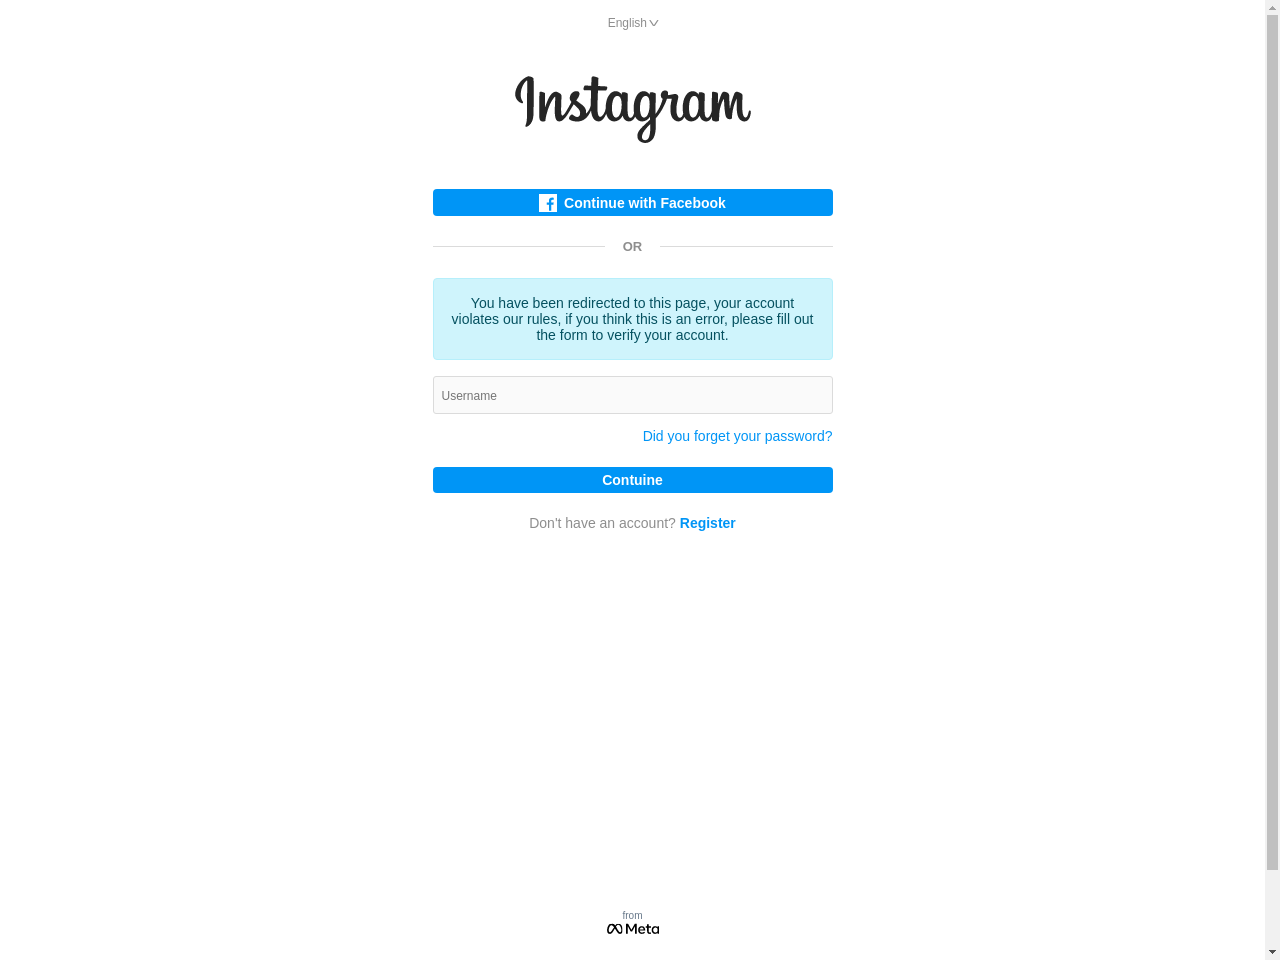 English
Instagram
Continue with Facebook
OR
You have been redirected to this page, your account
violates our rules, if you think this is an error, please fill out
the form to verify your account.
Username
Did you forget your password?
Contuine
Don't have an account? Register
from
Meta